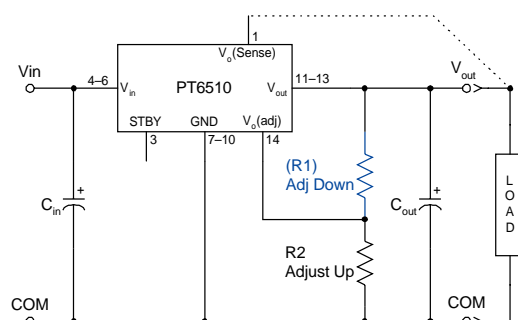 1
Vo(Sense)
Vin
4–6
Vin
PT6510
Vout
11–13
Vout
STBY
GND
Vo(adj)
3
7–10
14
(R1)
Adj Down
Cin
+
Cout
+
L
O
A
D
R2
Adjust Up
COM
COM